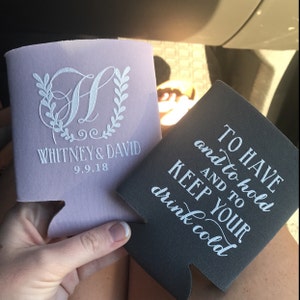 H
WHITNEY & DAVID
9.9.18
TO HAVE
and to hold
AND TO
KEEP YOUR
drink cold